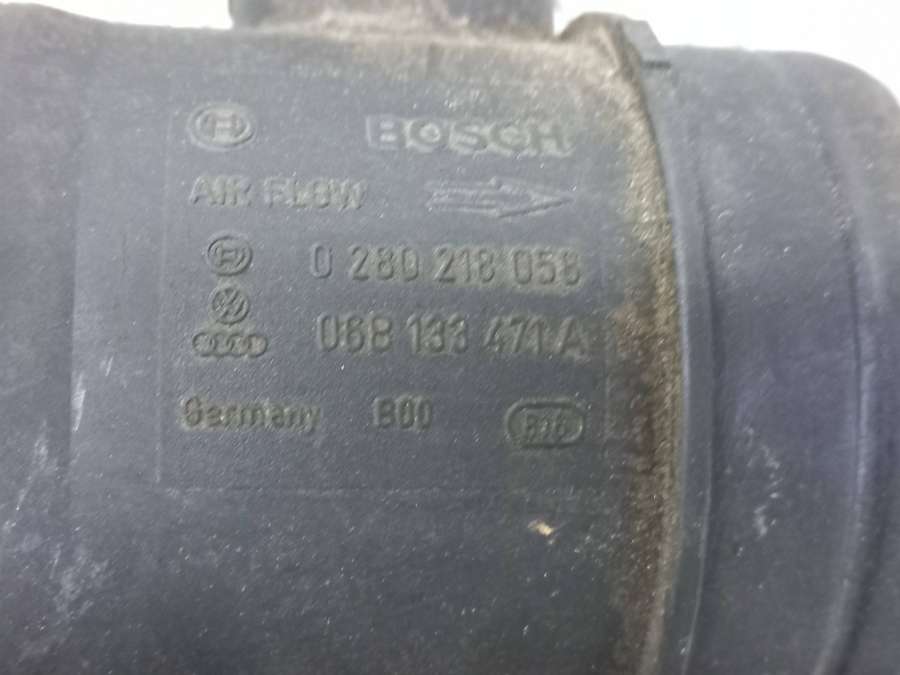 BOSCH
AIR FLOW
0 280 218 058
06B 133 471 A
Germany B00